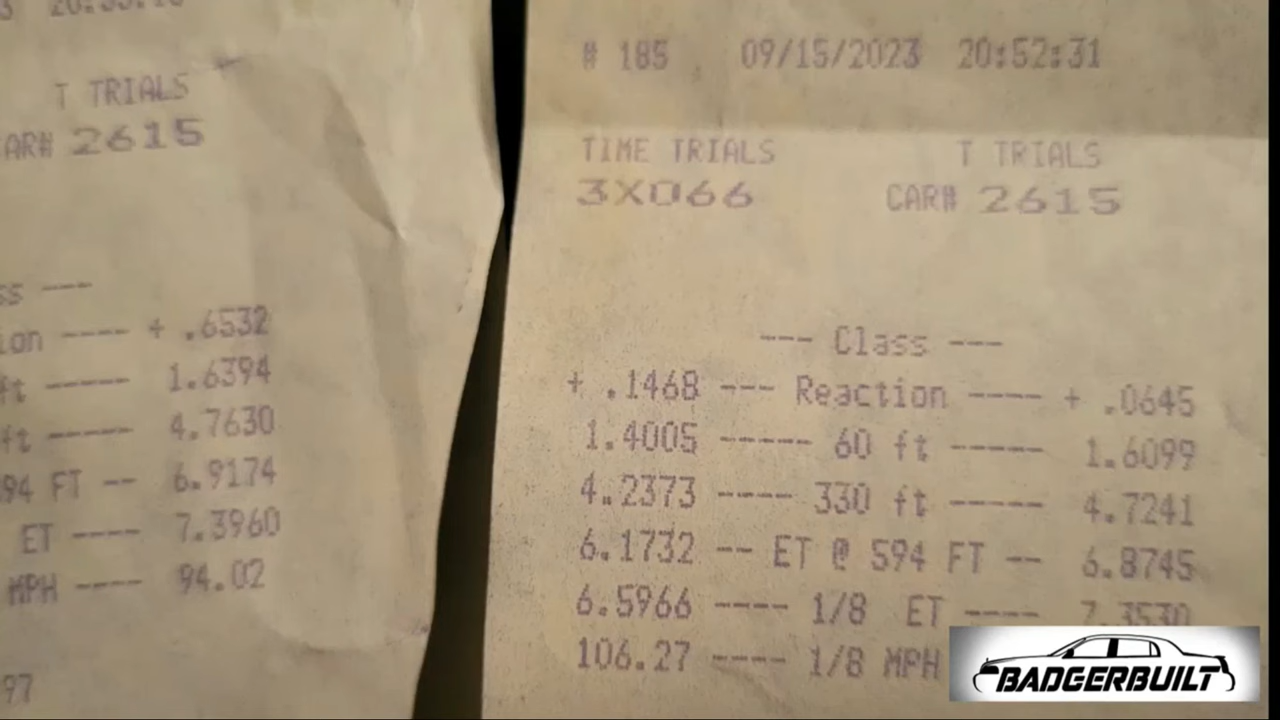 T TRIALS
CAR# 2615
+ .6532
ft ----- 1.6394
ft ----- 4.7630
94 FT -- 6.9174
ET ---- 7.3960
MPH ---- 94.02
97
# 185 09/15/2023 20:52:31
TIME TRIALS T TRIALS
3X066 CAR# 2615
--- Class ---
+ .1468 --- Reaction ---- + .0645
1.4005 ----- 60 ft ----- 1.6099
4.2373 ---- 330 ft ----- 4.7241
6.1732 -- ET @ 594 FT -- 6.8745
6.5966 ---- 1/8 ET ---- 7.3530
106.27 ---- 1/8 MPH
BADGERBUILT